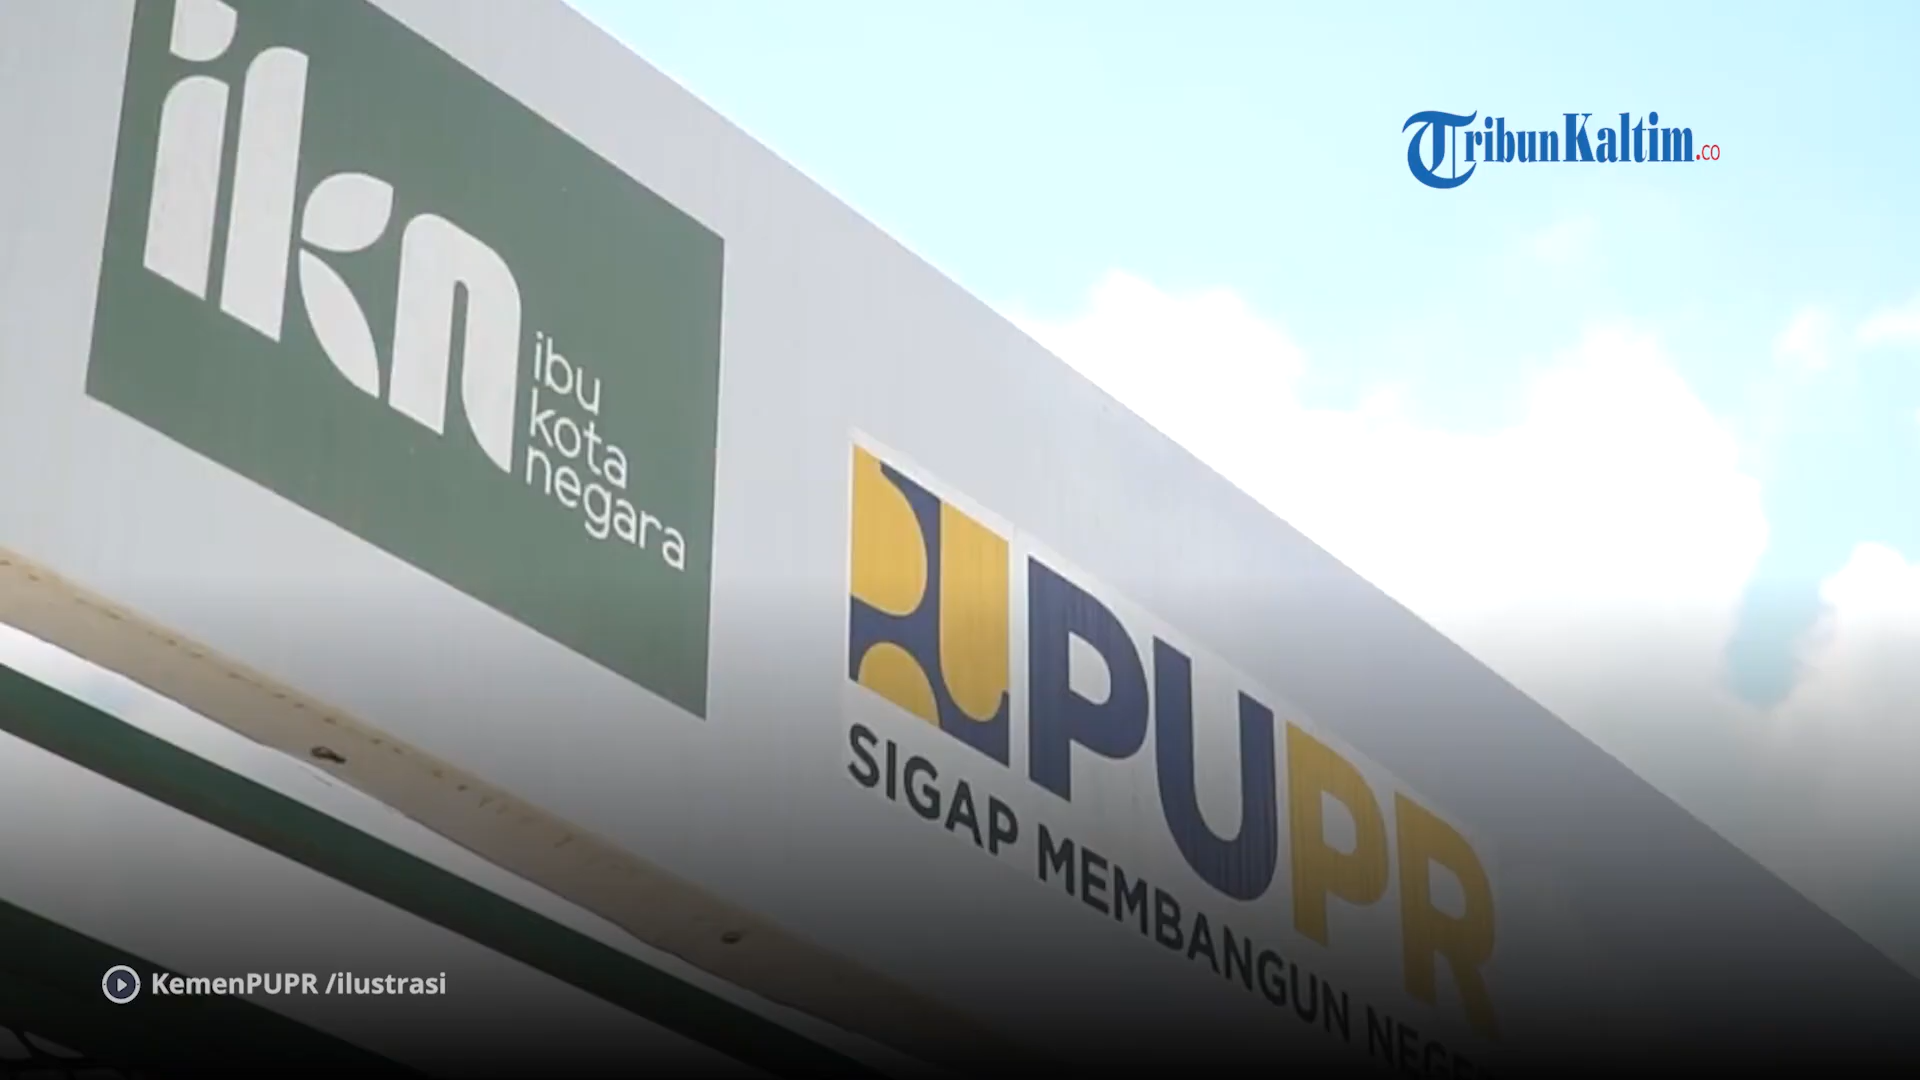 ikn
ibu
kota
negara
TribunKaltim.co
PUPR
SIGAP MEMBANGUN
KemenPUPR /ilustrasi